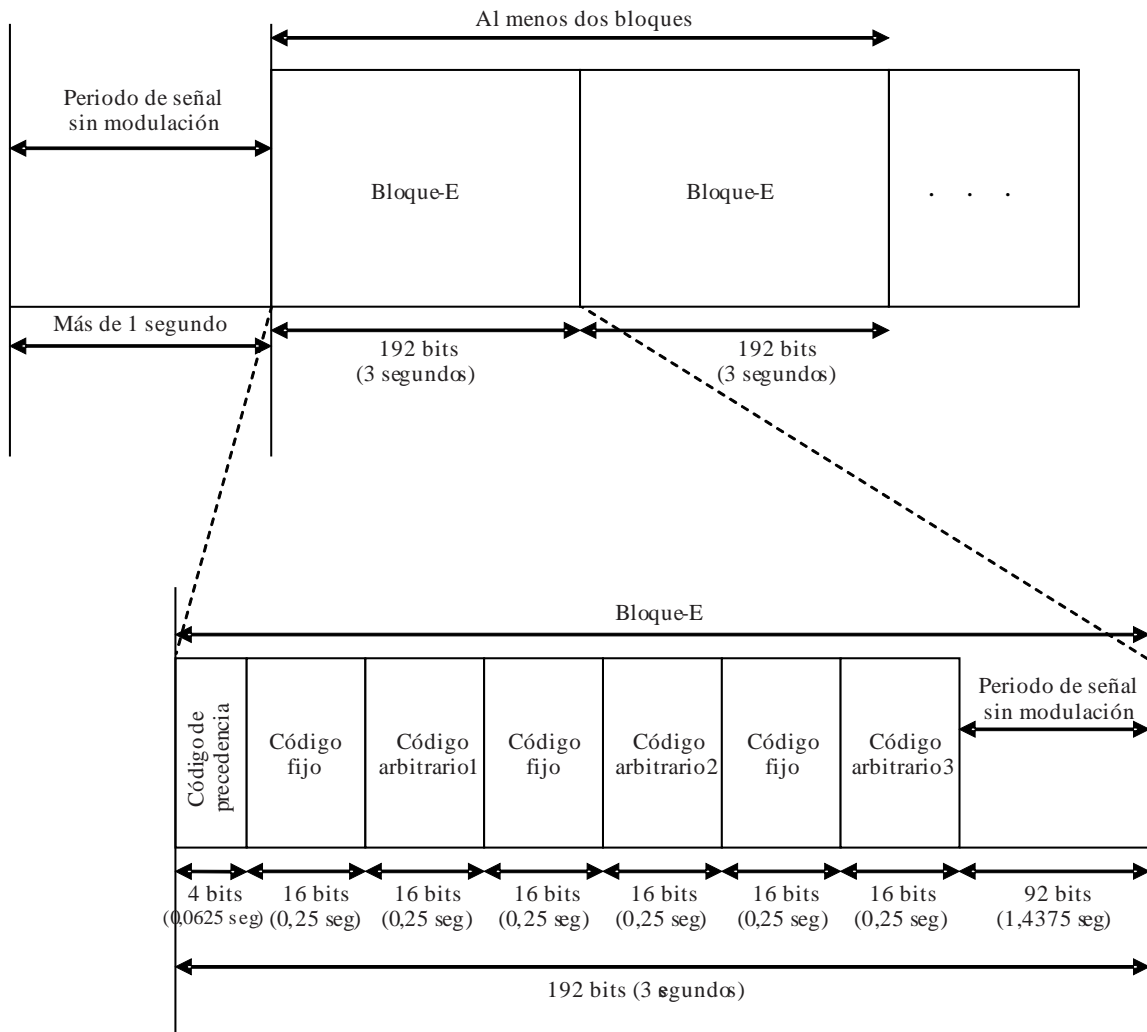 Al menos dos bloques
Periodo de señal
sin modulación
Bloque-E
Bloque-E
. . .
Más de 1 segundo
192 bits
(3 segundos)
192 bits
(3 segundos)
Bloque-E
Código de
precedencia
Código
fijo
Código
arbitrario1
Código
fijo
Código
arbitrario2
Código
fijo
Código
arbitrario3
Periodo de señal
sin modulación
4 bits
(0,0625 seg)
16 bits
(0,25 seg)
16 bits
(0,25 seg)
16 bits
(0,25 seg)
16 bits
(0,25 seg)
16 bits
(0,25 seg)
16 bits
(0,25 seg)
92 bits
(1,4375 seg)
192 bits (3 segundos)